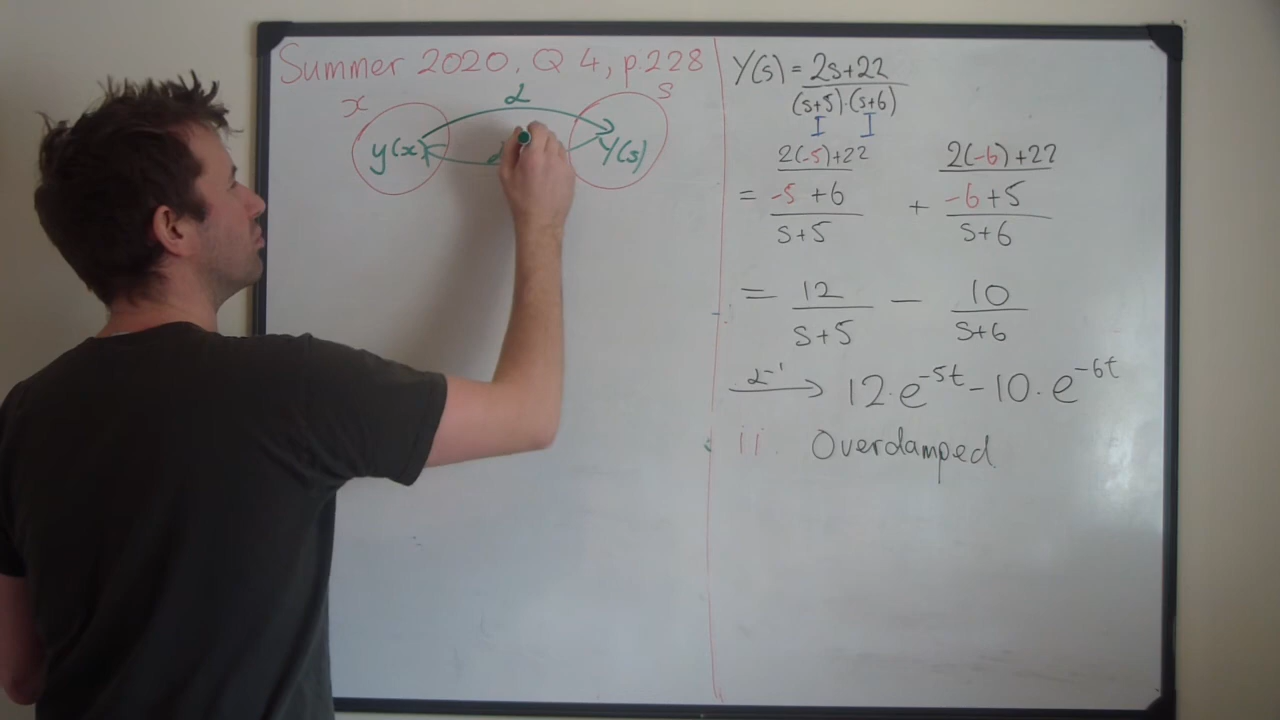 Summer 2020, Q 4, p.228
x
ℒ
s
y(x)
Y(s)
Y(s) = 2s+22
(s+5)·(s+6)
I I
2(-5)+22 2(-6)+22
= -5 +6 + -6 +5
s+5 s+6
= 12 − 10
s+5 s+6
ℒ⁻¹ → 12·e^-5t − 10·e^-6t
ii. Overdamped